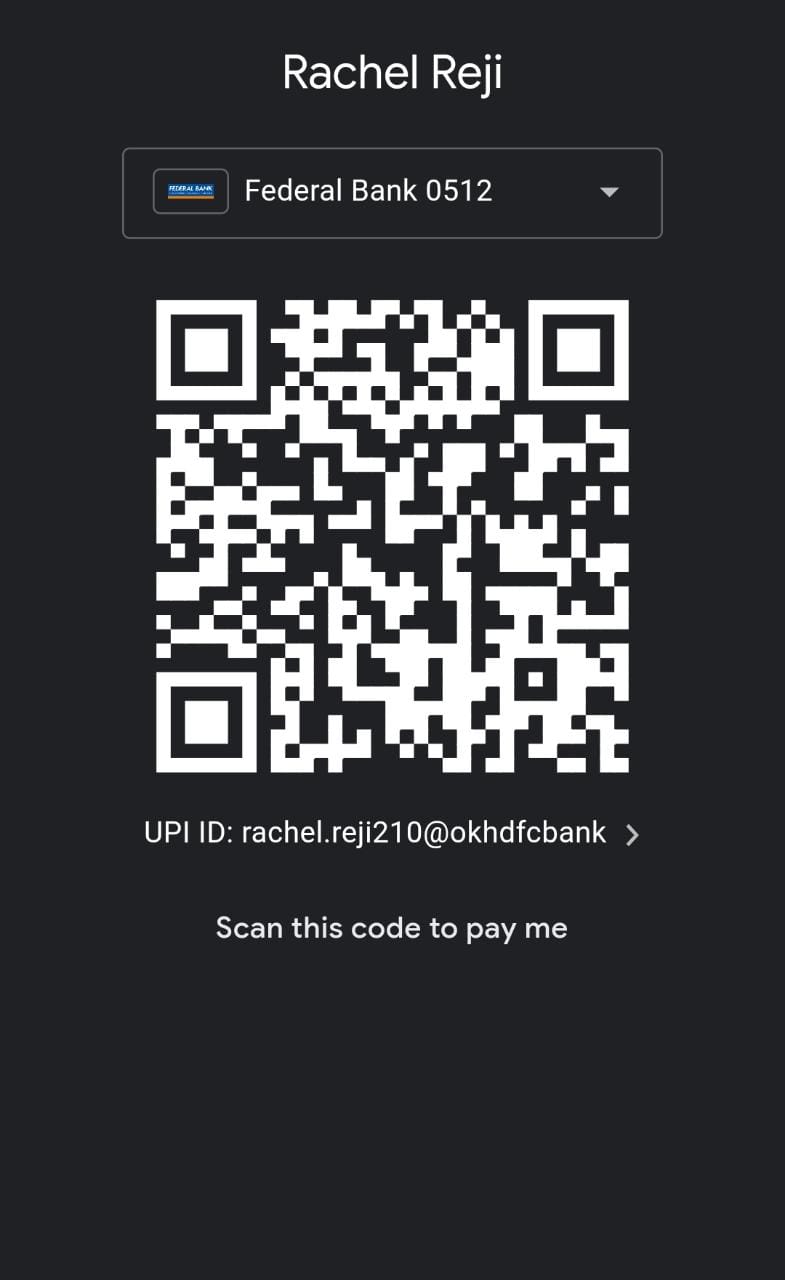 Rachel Reji
FEDERAL BANK
Federal Bank 0512
UPI ID: rachel.reji210@okhdfcbank
Scan this code to pay me